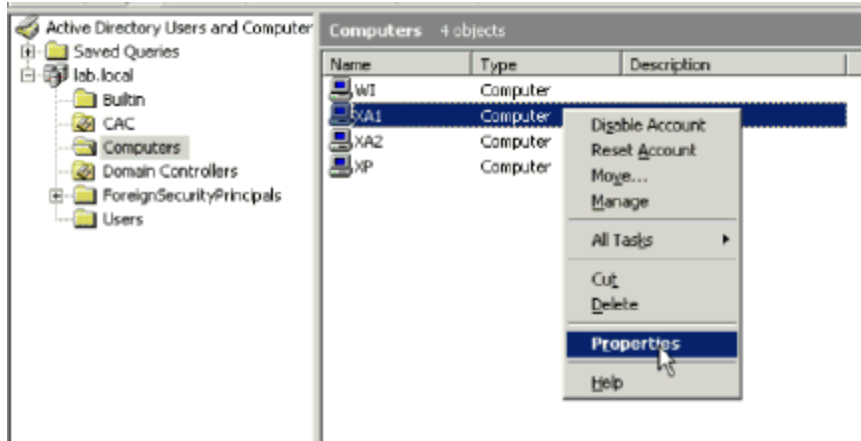 Active Directory Users and Computer
Saved Queries
lab.local
Builtin
CAC
Computers
Domain Controllers
ForeignSecurityPrincipals
Users
Computers 4 objects
Name Type Description
WI Computer
XA1 Computer
XA2 Computer
XP Computer
Disable Account
Reset Account
Move...
Manage
All Tasks
Cut
Delete
Properties
Help